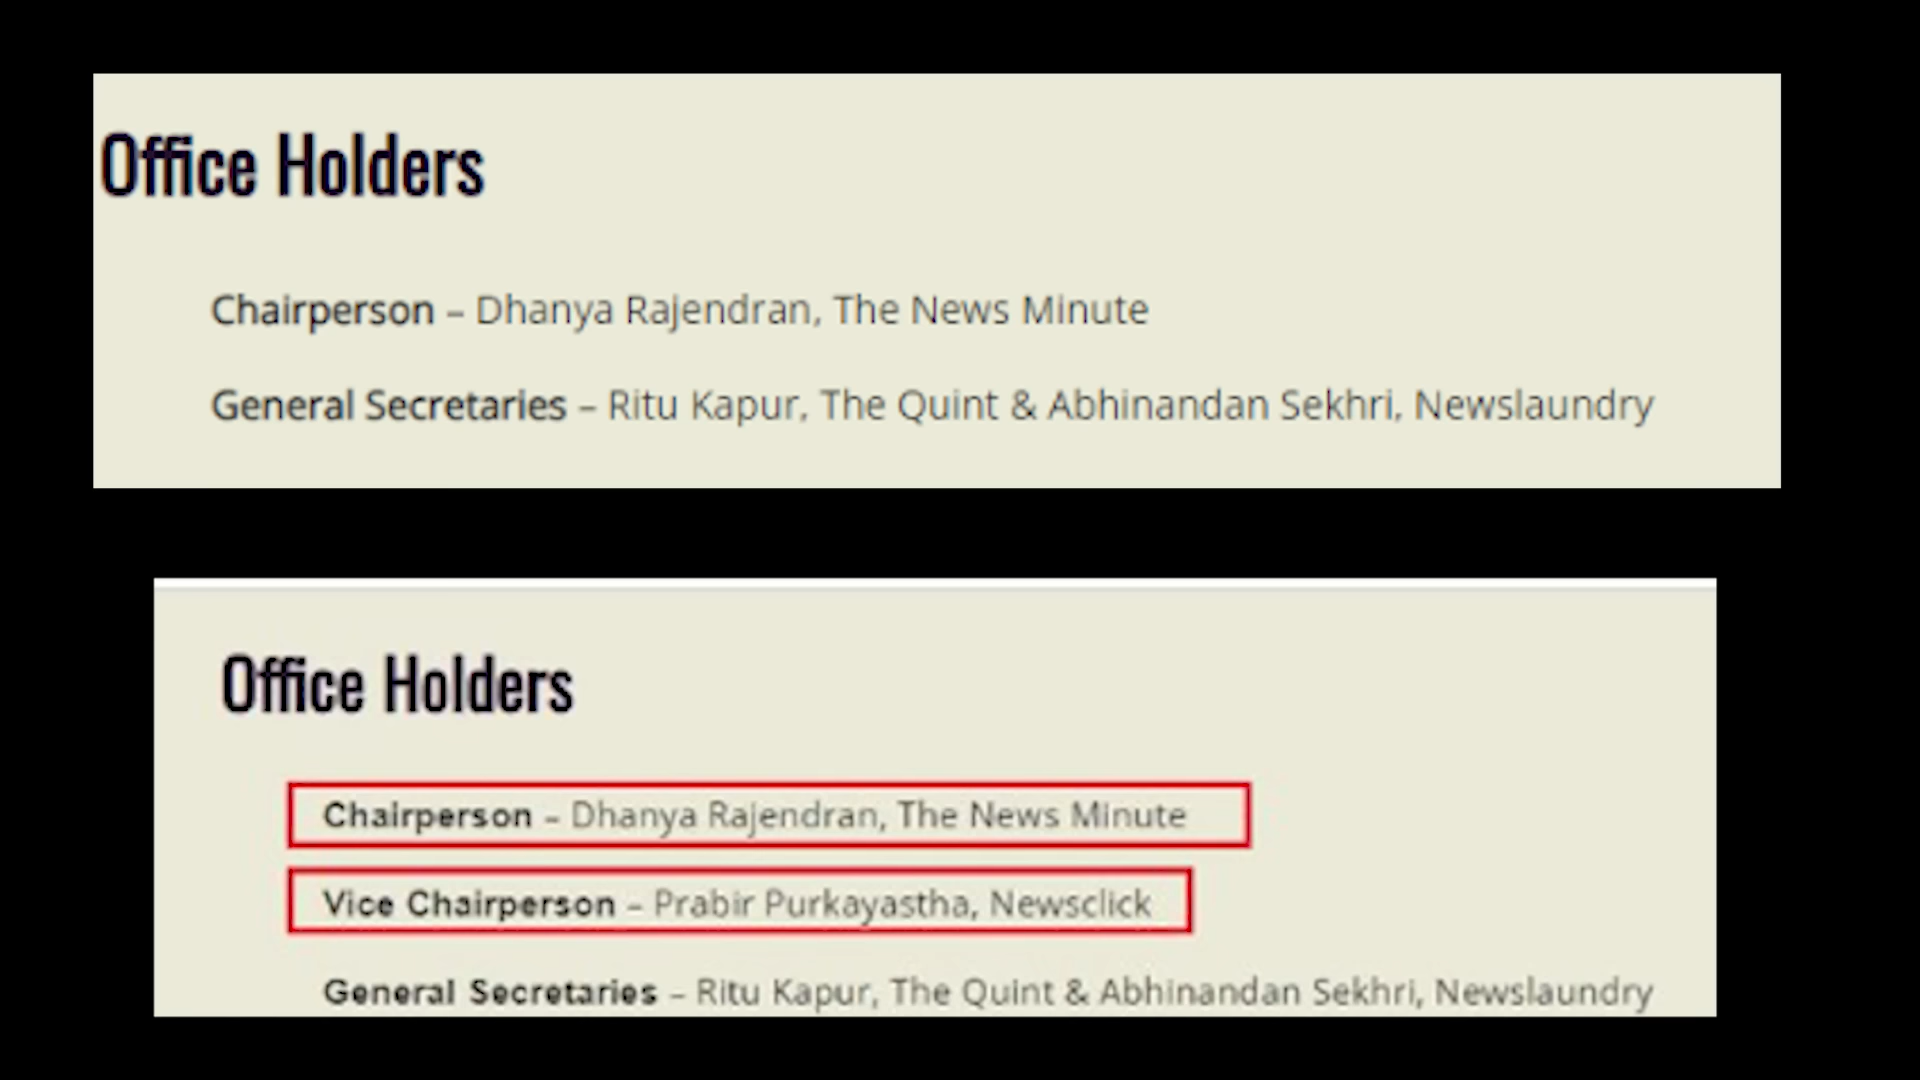 Office Holders
Chairperson – Dhanya Rajendran, The News Minute
General Secretaries – Ritu Kapur, The Quint & Abhinandan Sekhri, Newslaundry
Office Holders
Chairperson – Dhanya Rajendran, The News Minute
Vice Chairperson – Prabir Purkayastha, Newsclick
General Secretaries – Ritu Kapur, The Quint & Abhinandan Sekhri, Newslaundry